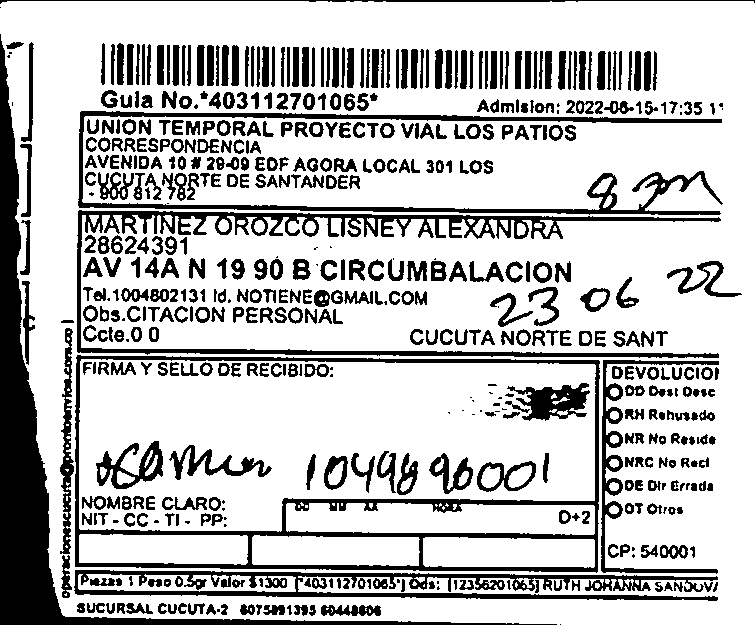 Guia No.*403112701065*
Admision: 2022-06-15-17:35 1
UNION TEMPORAL PROYECTO VIAL LOS PATIOS
CORRESPONDENCIA
AVENIDA 10 # 29-09 EDF AGORA LOCAL 301 LOS
CUCUTA NORTE DE SANTANDER
- 900 812 782
MARTINEZ OROZCO LISNEY ALEXANDRA
28624391
AV 14A N 19 90 B CIRCUMBALACION
Tel.1004802131 Id. NOTIENE@GMAIL.COM
23 06 22
Obs.CITACION PERSONAL
Ccte.0 0
CUCUTA NORTE DE SANT
FIRMA Y SELLO DE RECIBIDO:
1049896001
NOMBRE CLARO:
NIT - CC - TI - PP:
DD MM AA HORA
D+2
DEVOLUCION
DD Dest Desc
RH Rehusado
NR No Reside
NRC No Recl
DE Dir Errada
OT Otros
CP: 540001
Piezas 1 Peso 0.5gr Valor $1300 [*403112701065*] Ods: [12356201065] RUTH JOHANNA SANDOV
SUCURSAL CUCUTA-2 6075891395 60448606
operacionescucuta@prontoenvios.com.co